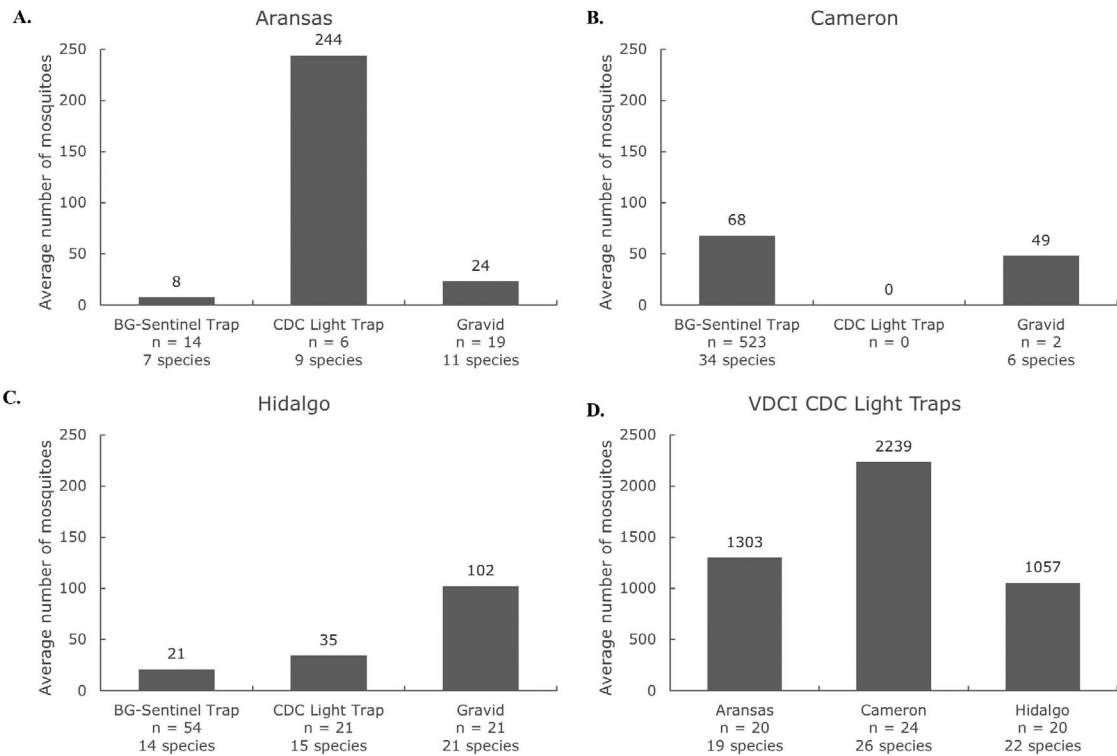 A.
Aransas
Average number of mosquitoes
250
200
150
100
50
0
8
244
24
BG-Sentinel Trap
n = 14
7 species
CDC Light Trap
n = 6
9 species
Gravid
n = 19
11 species
B.
Cameron
Average number of mosquitoes
250
200
150
100
50
0
68
0
49
BG-Sentinel Trap
n = 523
34 species
CDC Light Trap
n = 0
Gravid
n = 2
6 species
C.
Hidalgo
Average number of mosquitoes
250
200
150
100
50
0
21
35
102
BG-Sentinel Trap
n = 54
14 species
CDC Light Trap
n = 21
15 species
Gravid
n = 21
21 species
D.
VDCI CDC Light Traps
Average number of mosquitoes
2500
2000
1500
1000
500
0
1303
2239
1057
Aransas
n = 20
19 species
Cameron
n = 24
26 species
Hidalgo
n = 20
22 species